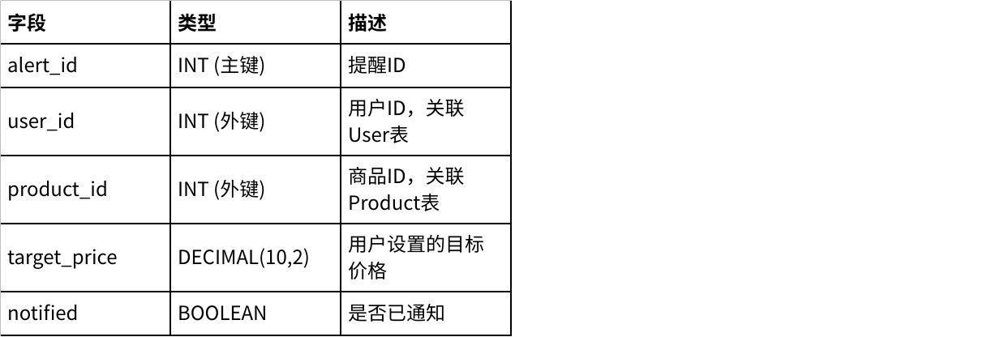 字段 类型 描述
alert_id INT (主键) 提醒ID
user_id INT (外键) 用户ID，关联
User表
product_id INT (外键) 商品ID，关联
Product表
target_price DECIMAL(10,2) 用户设置的目标
价格
notified BOOLEAN 是否已通知